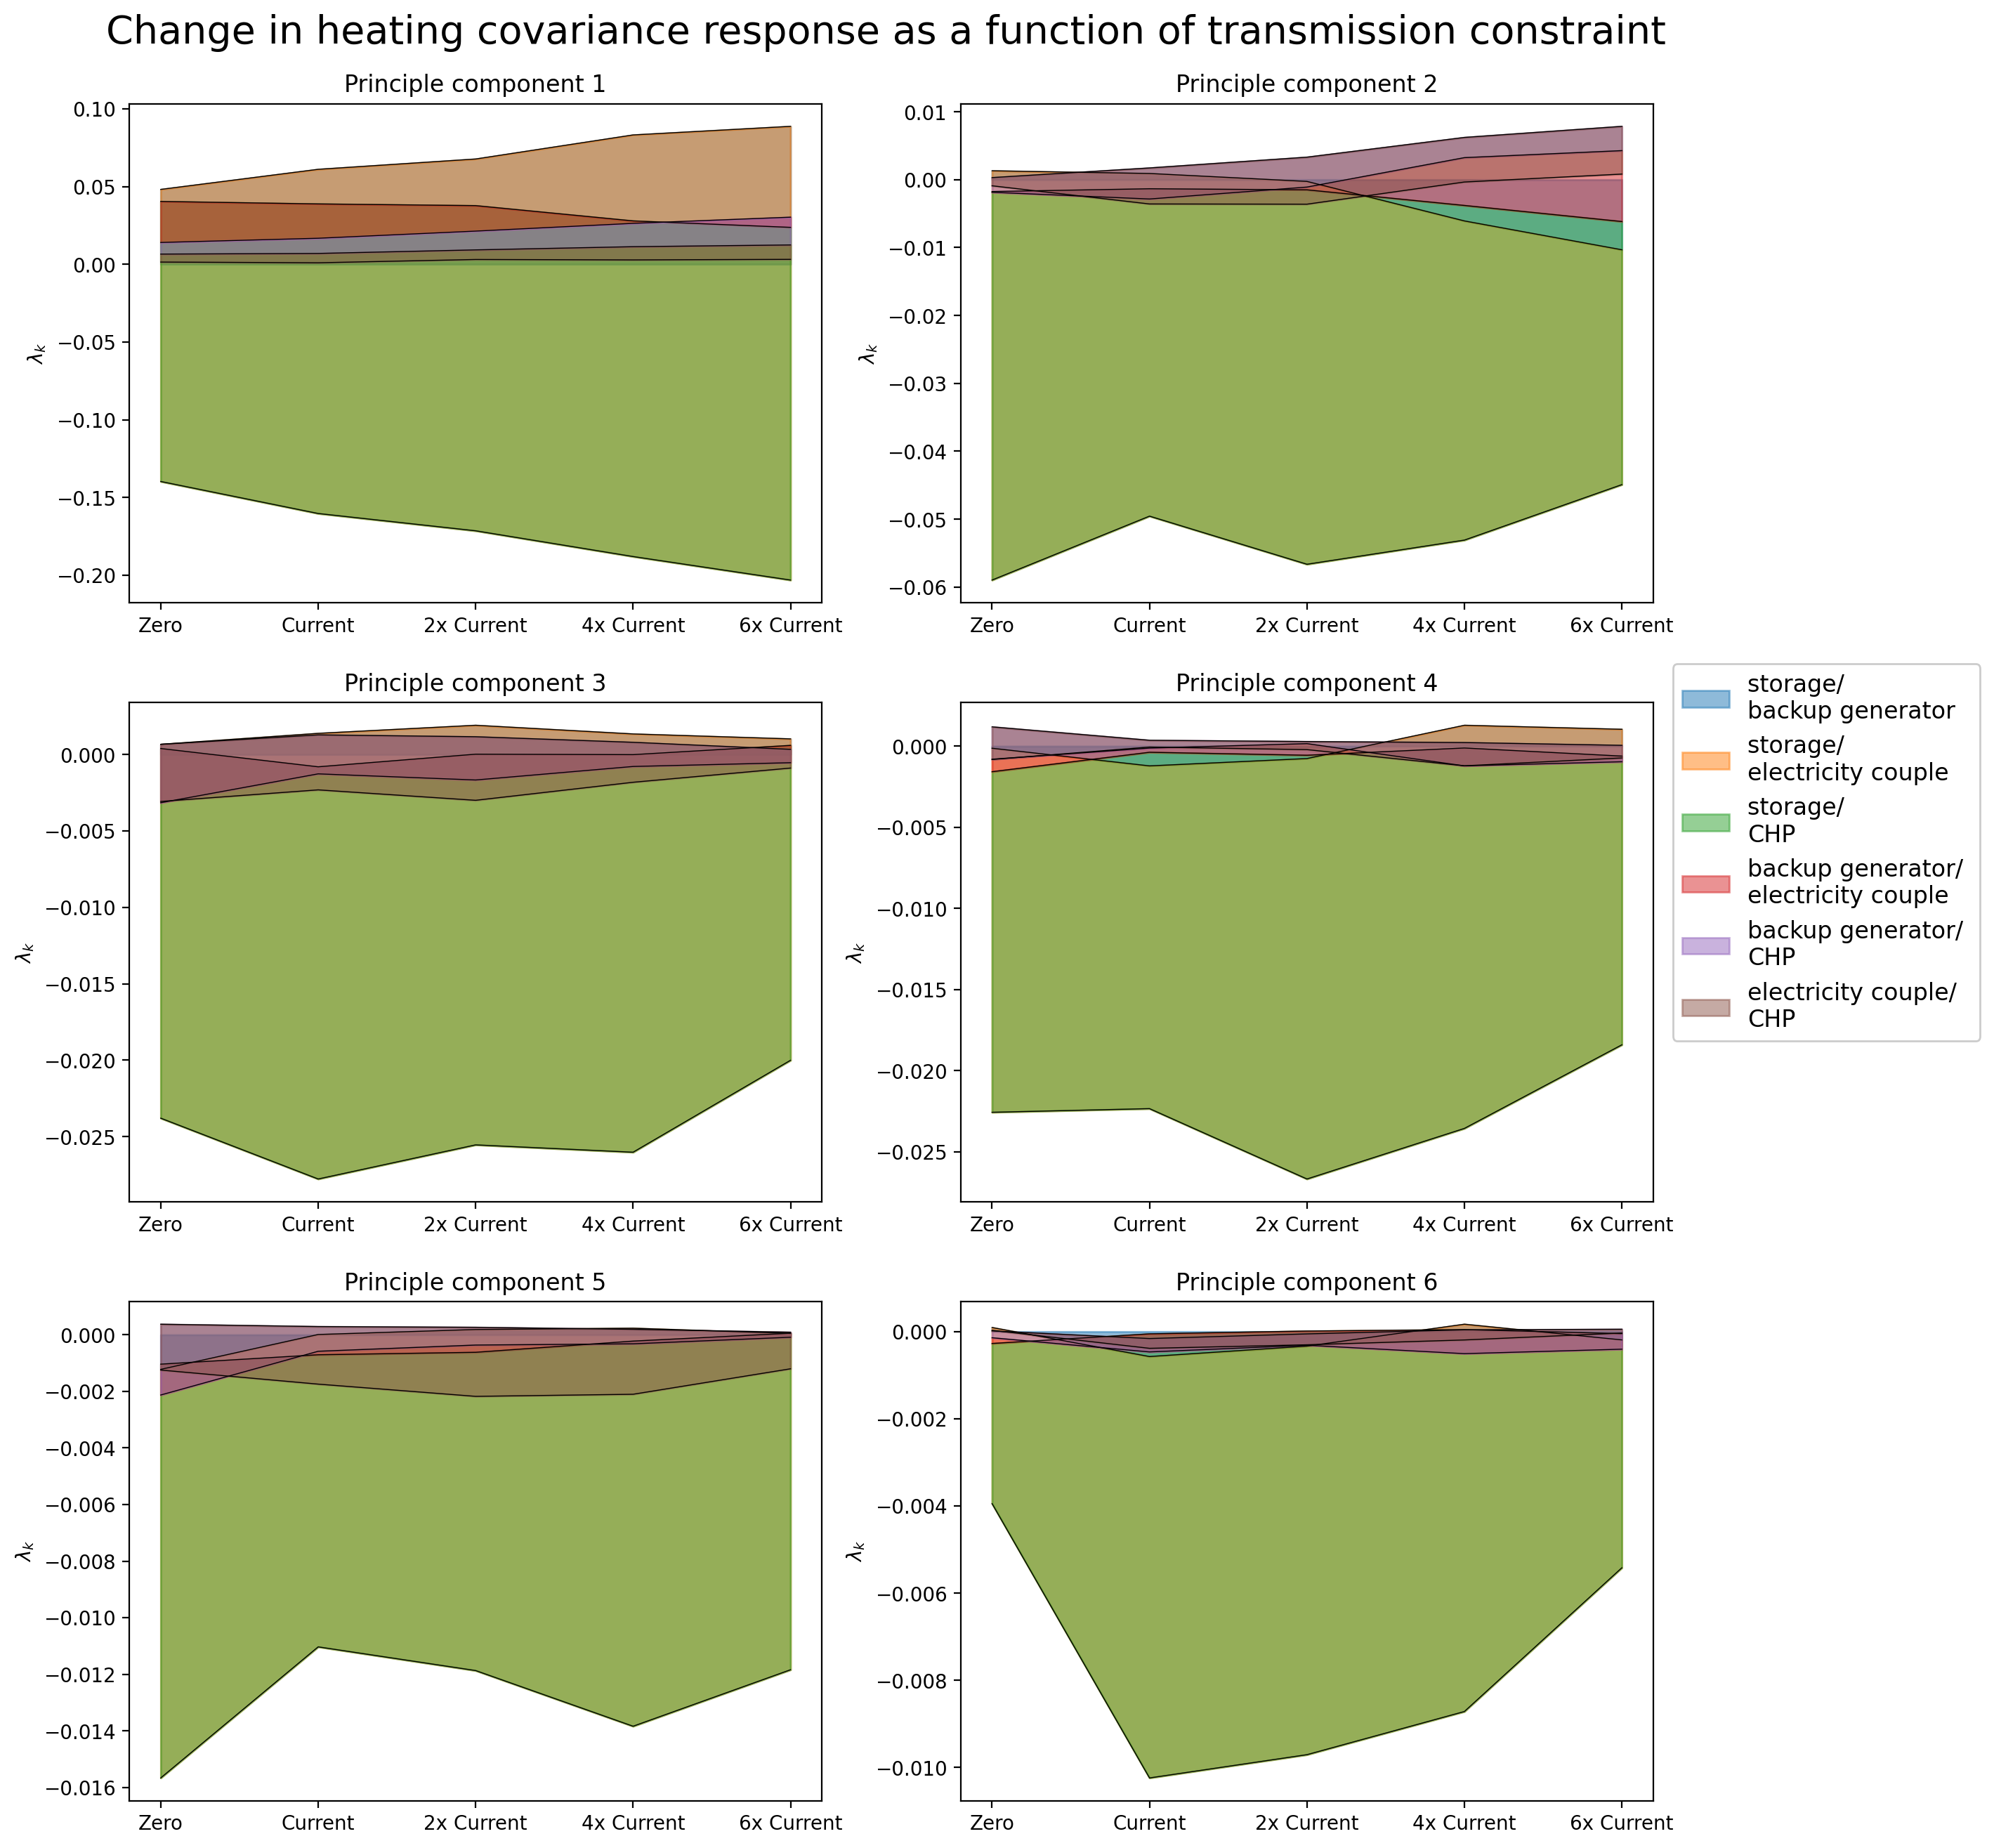 Change in heating covariance response as a function of transmission constraint
Principle component 1
0.10
0.05
0.00
−0.05
−0.10
−0.15
−0.20
λk
Zero
Current
2x Current
4x Current
6x Current
Principle component 2
0.01
0.00
−0.01
−0.02
−0.03
−0.04
−0.05
−0.06
λk
Zero
Current
2x Current
4x Current
6x Current
Principle component 3
0.000
−0.005
−0.010
−0.015
−0.020
−0.025
λk
Zero
Current
2x Current
4x Current
6x Current
Principle component 4
0.000
−0.005
−0.010
−0.015
−0.020
−0.025
λk
Zero
Current
2x Current
4x Current
6x Current
storage/
backup generator
storage/
electricity couple
storage/
CHP
backup generator/
electricity couple
backup generator/
CHP
electricity couple/
CHP
Principle component 5
0.000
−0.002
−0.004
−0.006
−0.008
−0.010
−0.012
−0.014
−0.016
λk
Zero
Current
2x Current
4x Current
6x Current
Principle component 6
0.000
−0.002
−0.004
−0.006
−0.008
−0.010
λk
Zero
Current
2x Current
4x Current
6x Current